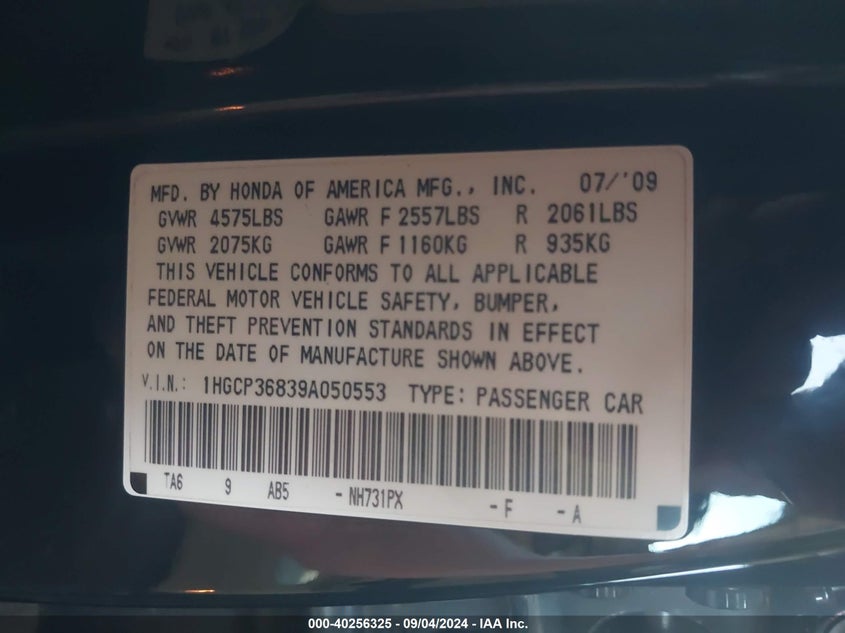 MFD. BY HONDA OF AMERICA MFG., INC. 07/'09
GVWR 4575LBS GAWR F 2557LBS R 2061LBS
GVWR 2075KG GAWR F 1160KG R 935KG
THIS VEHICLE CONFORMS TO ALL APPLICABLE
FEDERAL MOTOR VEHICLE SAFETY, BUMPER,
AND THEFT PREVENTION STANDARDS IN EFFECT
ON THE DATE OF MANUFACTURE SHOWN ABOVE.
V.I.N.: 1HGCP36839A050553 TYPE: PASSENGER CAR
TA6 9 AB5 -NH731PX -F -A
000-40256325 - 09/04/2024 - IAA Inc.